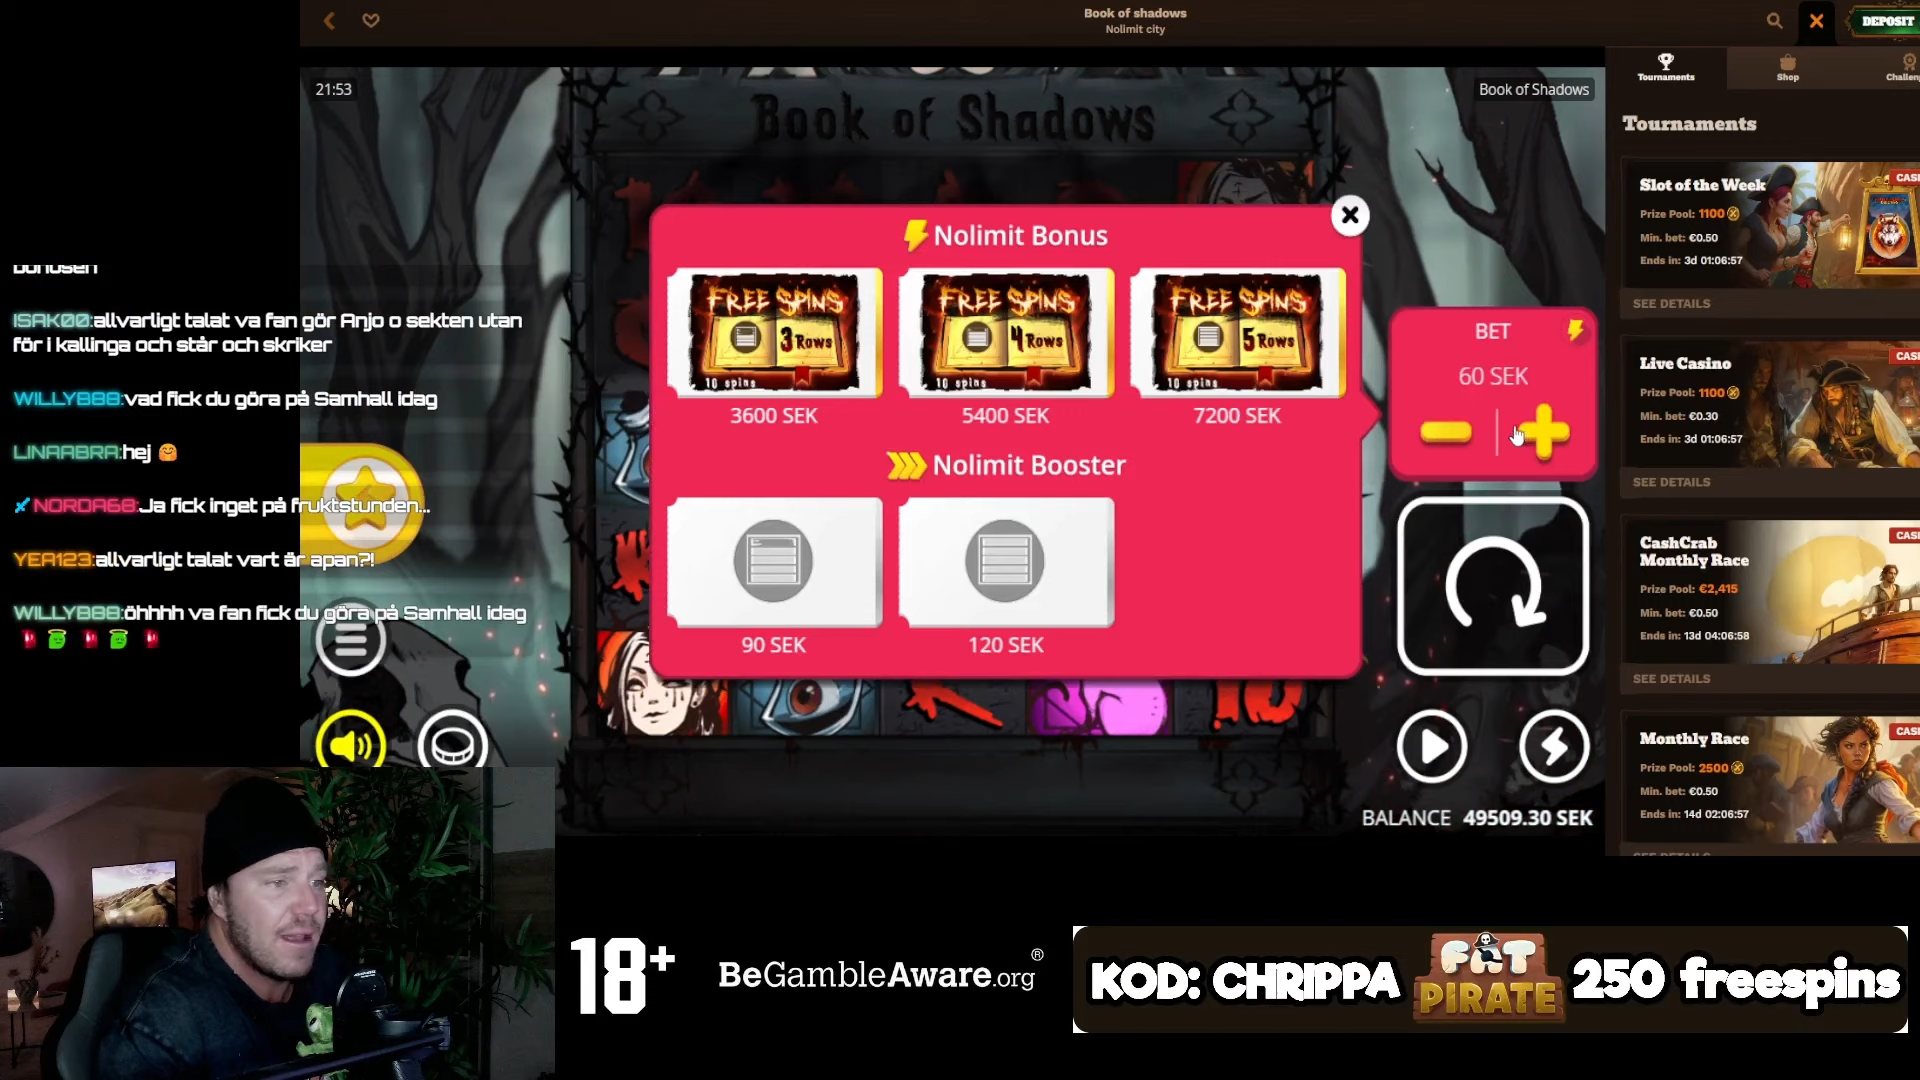 Book of shadows
Nolimit city
DEPOSIT
21:53
Book of Shadows
Book of Shadows
Tournaments
Shop
Tournaments
Slot of the Week
Prize Pool: 1100
Min. bet: €0.50
Ends in: 3d 01:06:57
SEE DETAILS
Live Casino
Prize Pool: 1100
Min. bet: €0.30
Ends in: 3d 01:06:57
SEE DETAILS
CashCrab
Monthly Race
Prize Pool: €2,415
Min. bet: €0.50
Ends in: 13d 04:06:58
SEE DETAILS
Monthly Race
Prize Pool: 2500
Min. bet: €0.50
Ends in: 14d 02:06:57
SEE DETAILS
Nolimit Bonus
FREE SPINS
3 ROWS
10 spins
3600 SEK
FREE SPINS
4 ROWS
10 spins
5400 SEK
FREE SPINS
5 ROWS
10 spins
7200 SEK
Nolimit Booster
90 SEK
120 SEK
BET
60 SEK
BALANCE 49509.30 SEK
bonusen
ISAK00:allvarligt talat va fan gör Anjo o sekten utan
för i kallinga och står och skriker
WILLYBBB:vad fick du göra på Samhall idag
LINAABRA:hej 🤗
NORDA68:Ja fick inget på fruktstunden...
YEA123:allvarligt talat vart är apan?!
WILLYBBB:öhhhh va fan fick du göra på Samhall idag
18+
BeGambleAware.org®
KOD: CHRIPPA
FAT
PIRATE
250 freespins